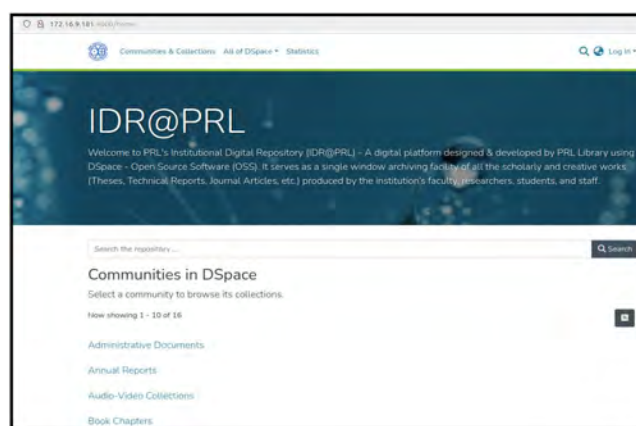 172.16.9.181:4000/home
Communities & Collections All of DSpace Statistics Log In
IDR@PRL
Welcome to PRL's Institutional Digital Repository (IDR@PRL) - A digital platform designed & developed by PRL Library using
DSpace - Open Source Software (OSS). It serves as a single window archiving facility of all the scholarly and creative works
(Theses, Technical Reports, Journal Articles, etc.) produced by the institution's faculty, researchers, students, and staff.
Search the repository ...
Search
Communities in DSpace
Select a community to browse its collections.
Now showing 1 - 10 of 16
Administrative Documents
Annual Reports
Audio-Video Collections
Book Chapters